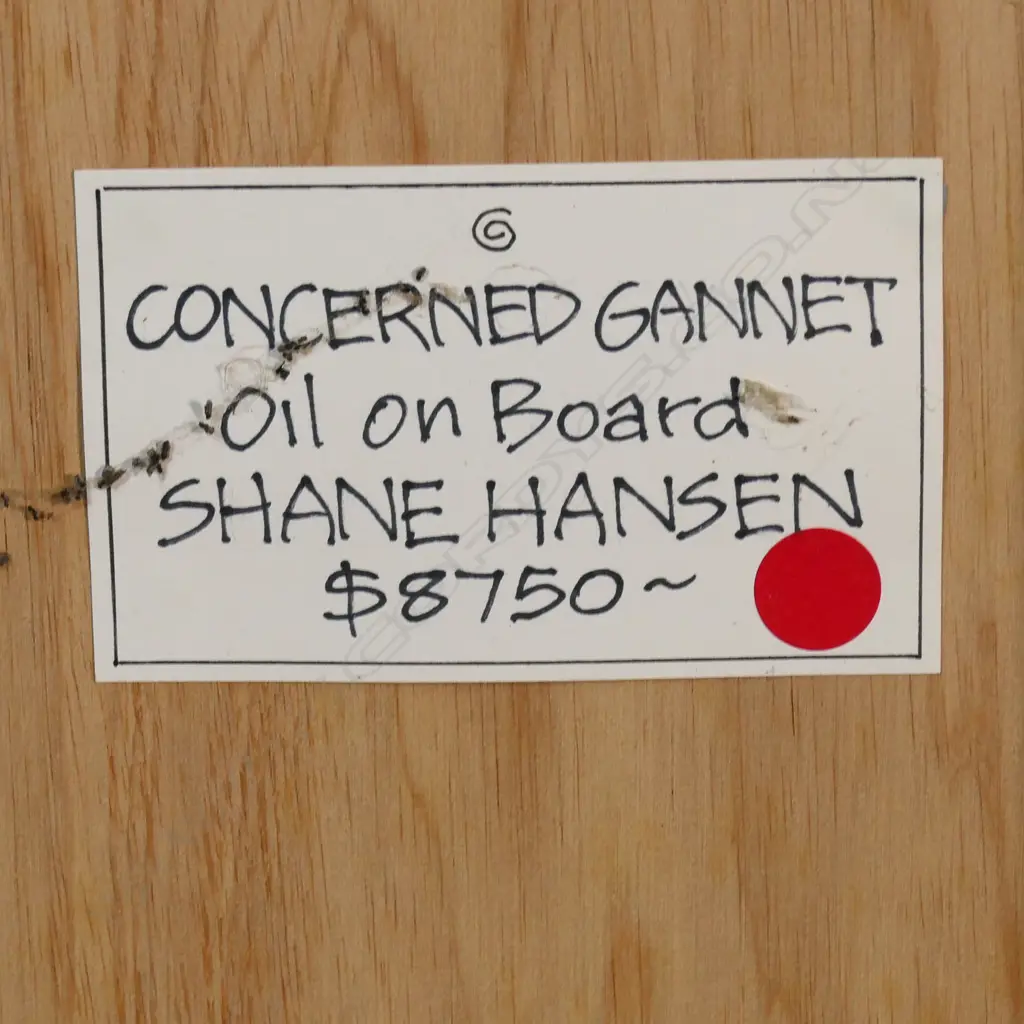 CONCERNED GANNET
Oil on Board
SHANE HANSEN
$8750~